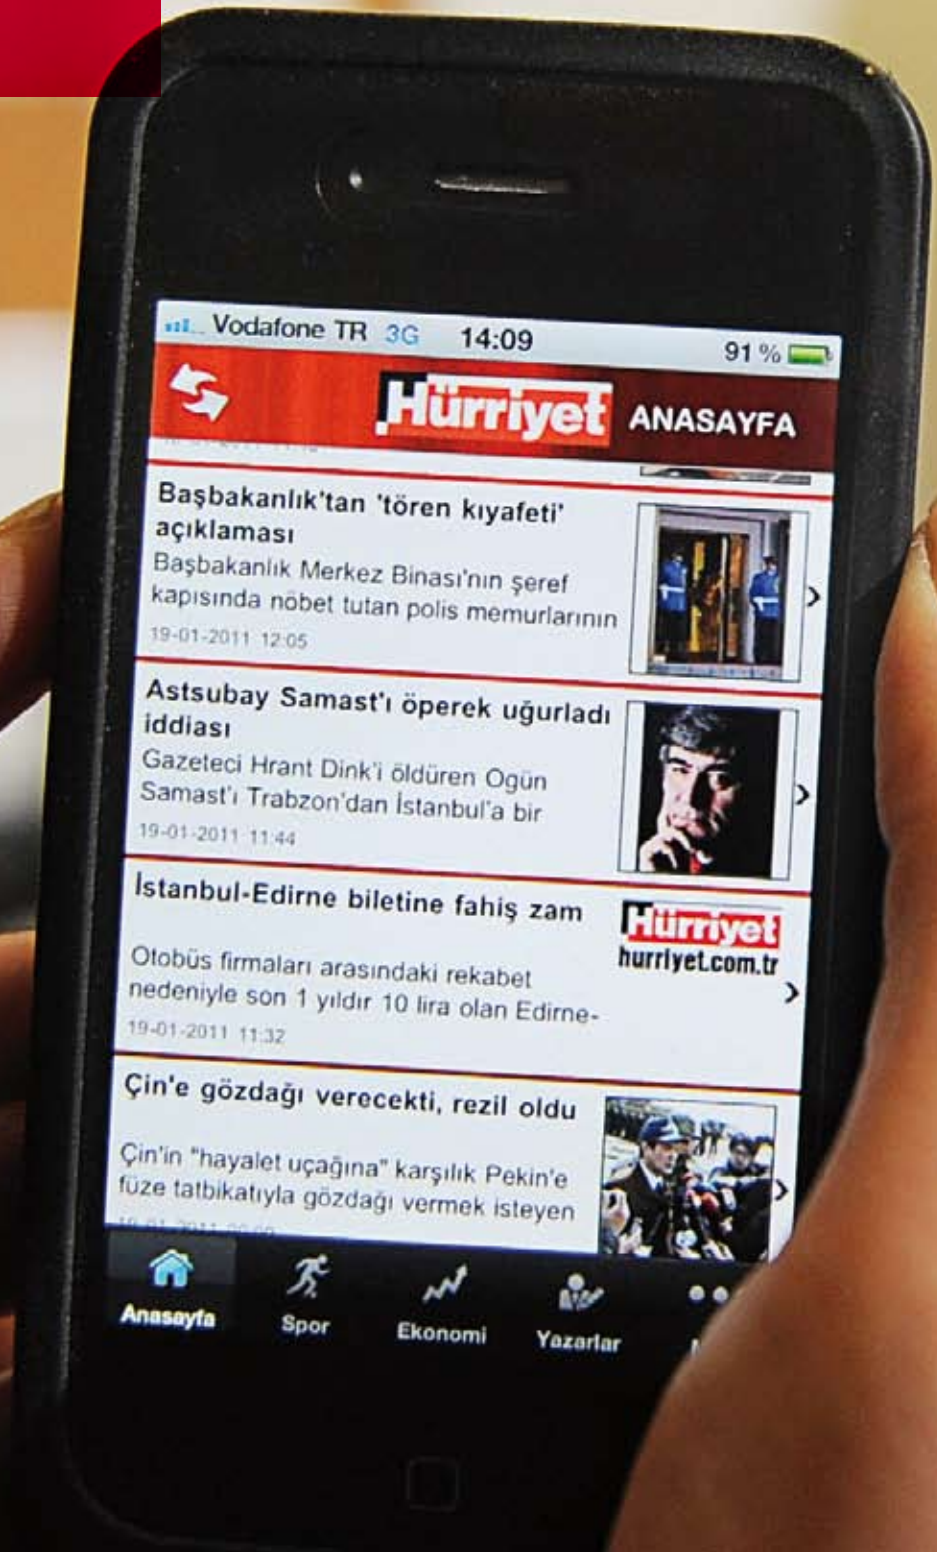 Vodafone TR 3G 14:09 91 %
Hürriyet ANASAYFA
Başbakanlık'tan 'tören kıyafeti'
açıklaması
Başbakanlık Merkez Binası'nın şeref
kapısında nöbet tutan polis memurlarının
19-01-2011 12:05
Astsubay Samast'ı öperek uğurladı
iddiası
Gazeteci Hrant Dink'i öldüren Ogün
Samast'ı Trabzon'dan İstanbul'a bir
19-01-2011 11:44
İstanbul-Edirne biletine fahiş zam
Hürriyet
hurriyet.com.tr
Otobüs firmaları arasındaki rekabet
nedeniyle son 1 yıldır 10 lira olan Edirne-
19-01-2011 11:32
Çin'e gözdağı verecekti, rezil oldu
Çin'in "hayalet uçağına" karşılık Pekin'e
füze tatbikatıyla gözdağı vermek isteyen
Anasayfa
Spor
Ekonomi
Yazarlar